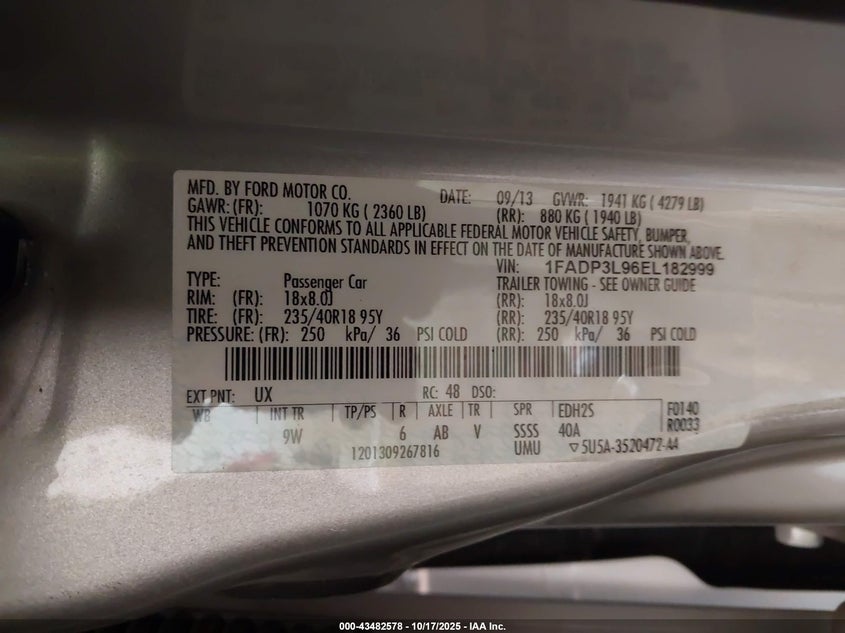 MFD. BY FORD MOTOR CO. DATE: 09/13 GVWR: 1941 KG ( 4279 LB)
GAWR: (FR): 1070 KG ( 2360 LB) (RR): 880 KG ( 1940 LB)
THIS VEHICLE CONFORMS TO ALL APPLICABLE FEDERAL MOTOR VEHICLE SAFETY, BUMPER,
AND THEFT PREVENTION STANDARDS IN EFFECT ON THE DATE OF MANUFACTURE SHOWN ABOVE.
VIN: 1FADP3L96EL182999
TYPE: Passenger Car TRAILER TOWING - SEE OWNER GUIDE
RIM: (FR): 18x8.0J (RR): 18x8.0J
TIRE: (FR): 235/40R18 95Y (RR): 235/40R18 95Y
PRESSURE: (FR): 250 kPa/ 36 PSI COLD (RR): 250 kPa/ 36 PSI COLD
EXT PNT: UX RC: 48 DSO:
WB INT TR TP/PS R AXLE TR SPR EDH2S F0140
9W 6 AB V SSSS 40A R0033
1201309267816 UMU ▽5U5A-3520472-AA
000-43482578 - 10/17/2025 - IAA Inc.